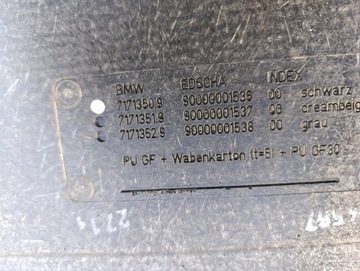 BMW EDSCHA INDEX
7171350.9 90000001536 00 schwarz
7171351.9 90000001537 00 creambeig
7171352.9 90000001538 00 grau
PU GF + Wabenkarton (t=5) + PU GF30